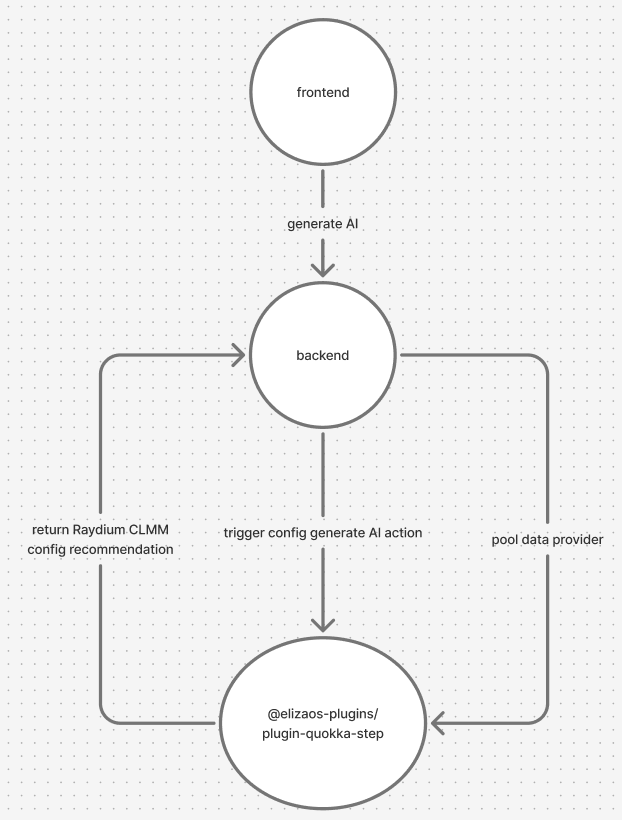 frontend
generate AI
backend
return Raydium CLMM
config recommendation
trigger config generate AI action
pool data provider
@elizaos-plugins/
plugin-quokka-step